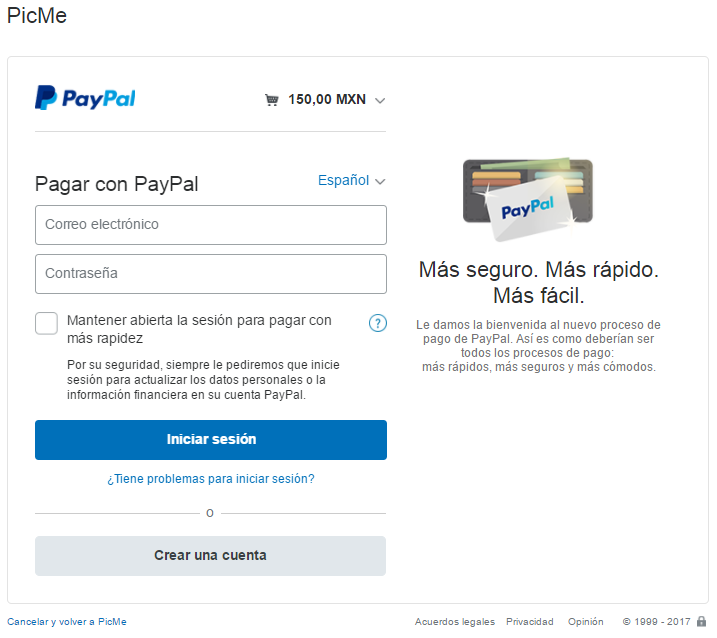 PicMe
PayPal
150,00 MXN
Pagar con PayPal
Español
Correo electrónico
Contraseña
Mantener abierta la sesión para pagar con
más rapidez
?
Por su seguridad, siempre le pediremos que inicie
sesión para actualizar los datos personales o la
información financiera en su cuenta PayPal.
Iniciar sesión
¿Tiene problemas para iniciar sesión?
o
Crear una cuenta
PayPal
Más seguro. Más rápido.
Más fácil.
Le damos la bienvenida al nuevo proceso de
pago de PayPal. Así es como deberían ser
todos los procesos de pago:
más rápidos, más seguros y más cómodos.
Cancelar y volver a PicMe
Acuerdos legales Privacidad Opinión © 1999 - 2017